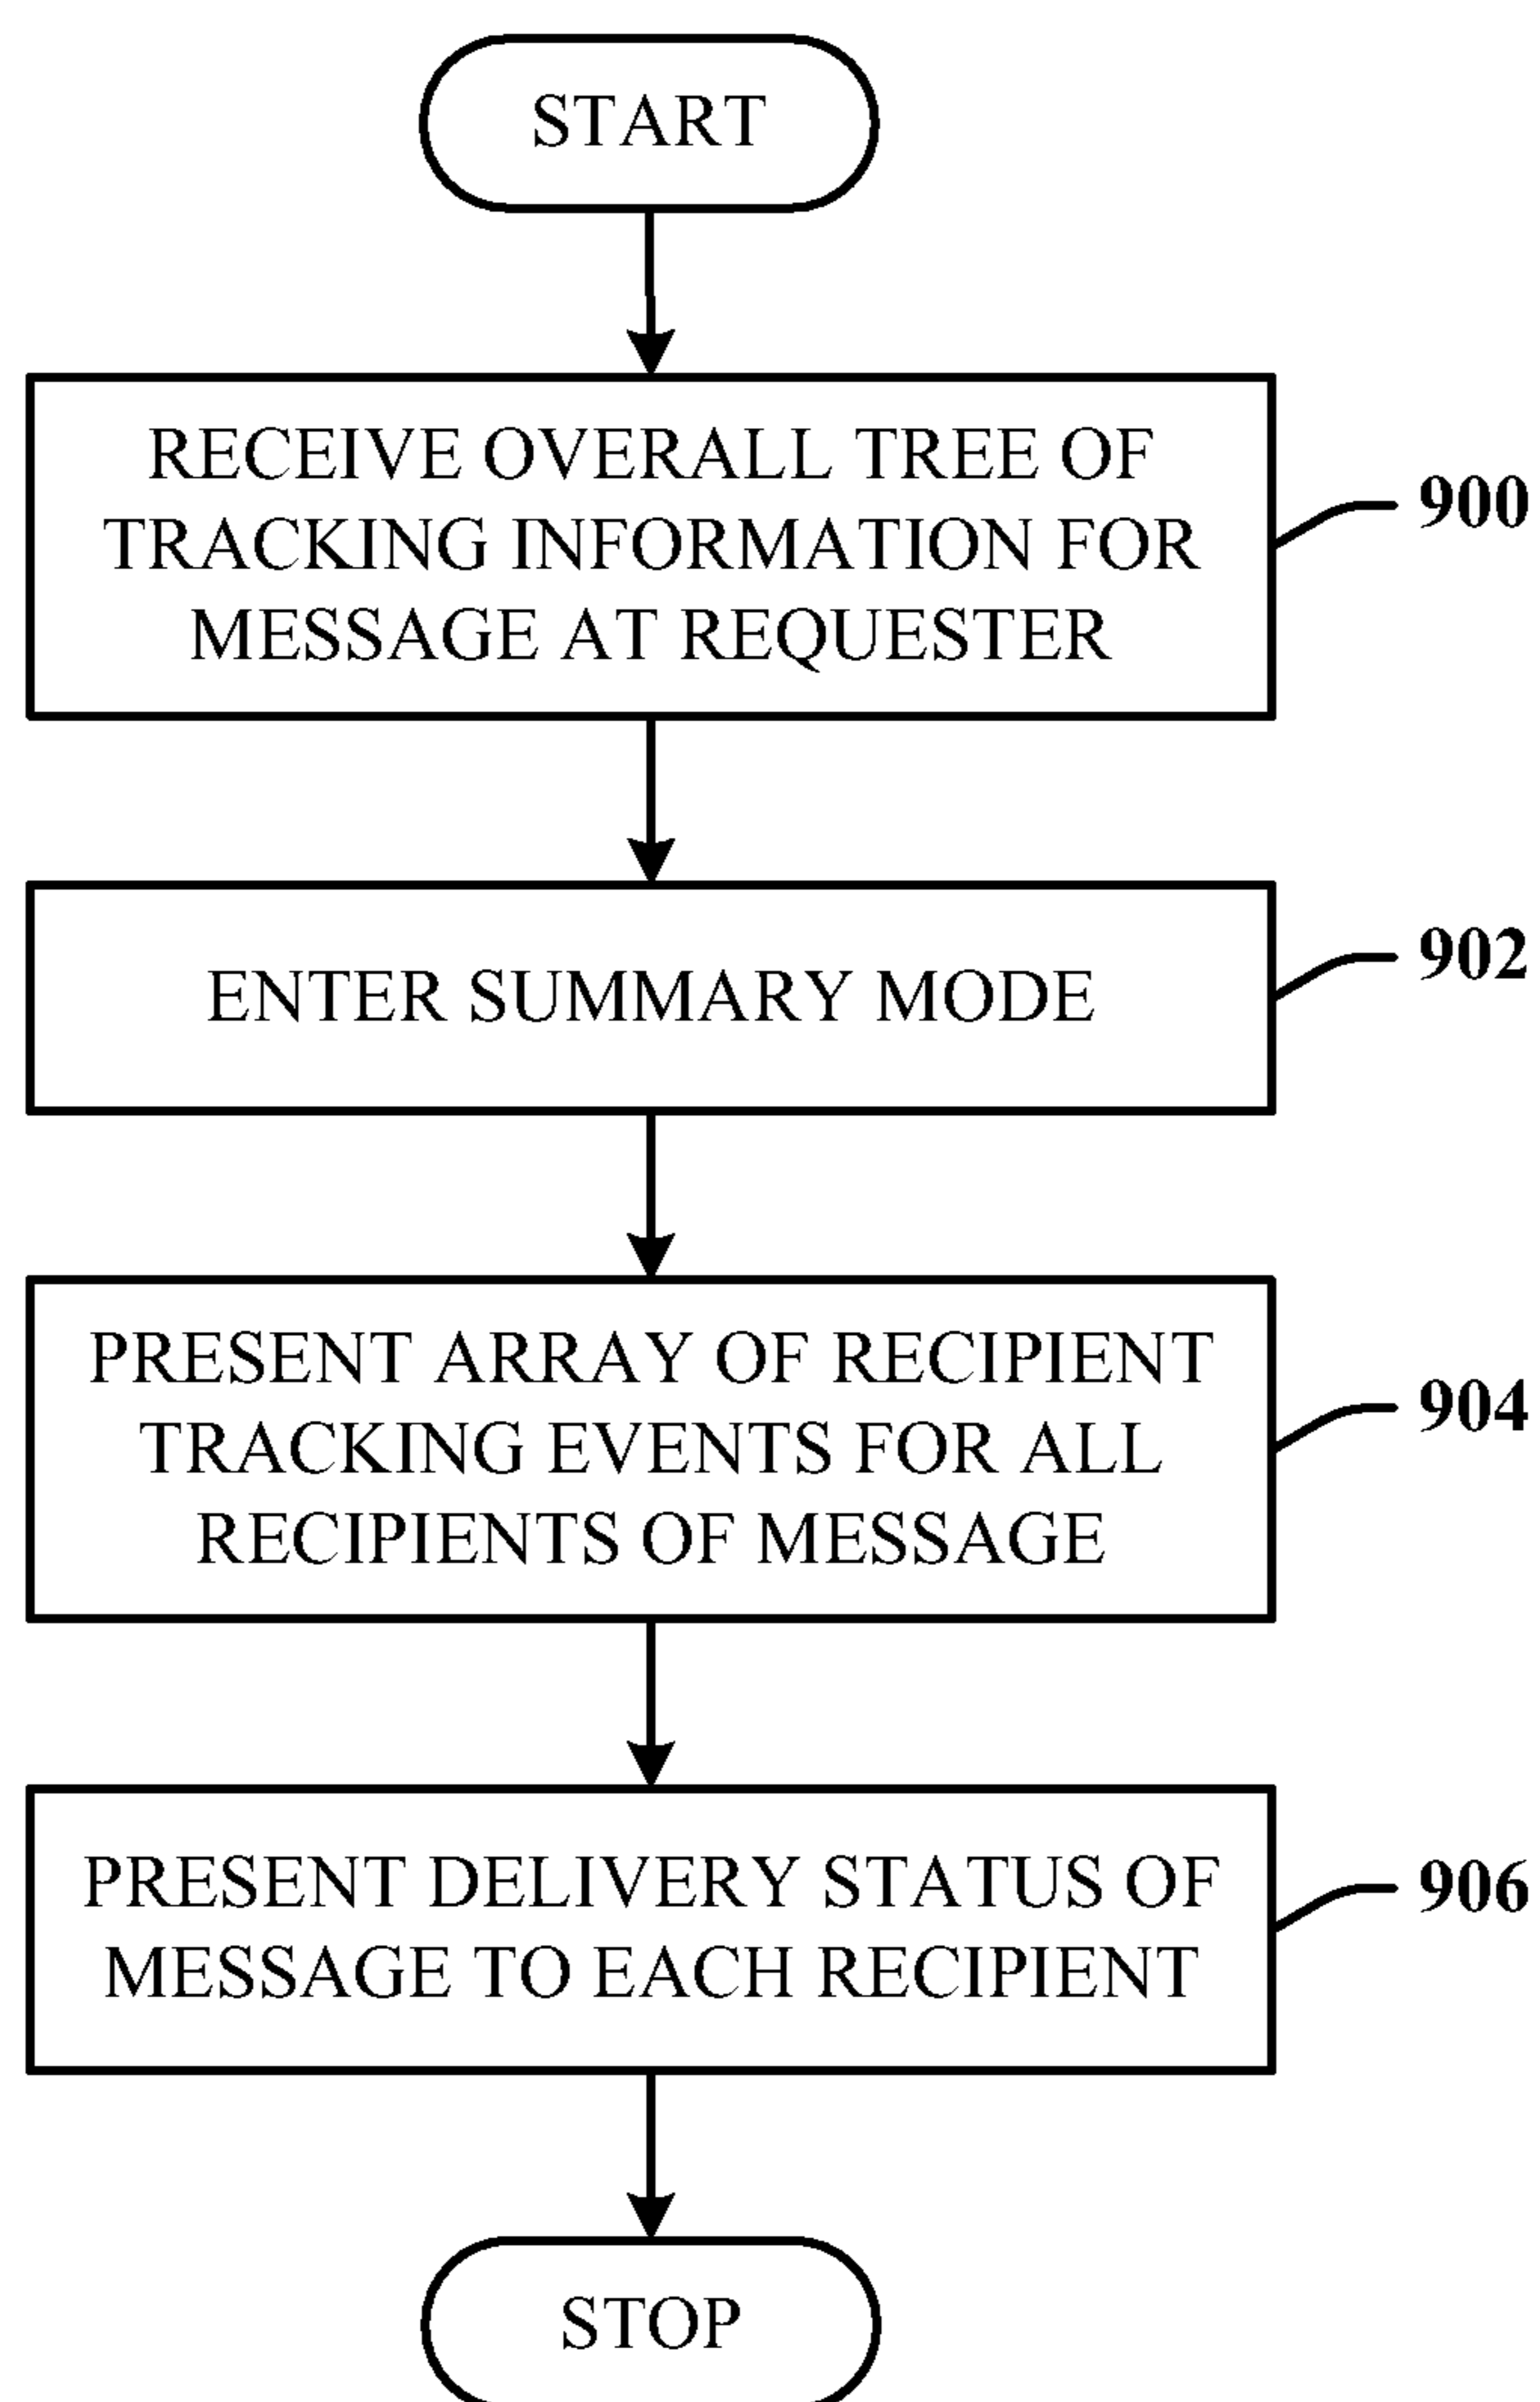 START
RECEIVE OVERALL TREE OF
TRACKING INFORMATION FOR
MESSAGE AT REQUESTER
900
ENTER SUMMARY MODE
902
PRESENT ARRAY OF RECIPIENT
TRACKING EVENTS FOR ALL
RECIPIENTS OF MESSAGE
904
PRESENT DELIVERY STATUS OF
MESSAGE TO EACH RECIPIENT
906
STOP